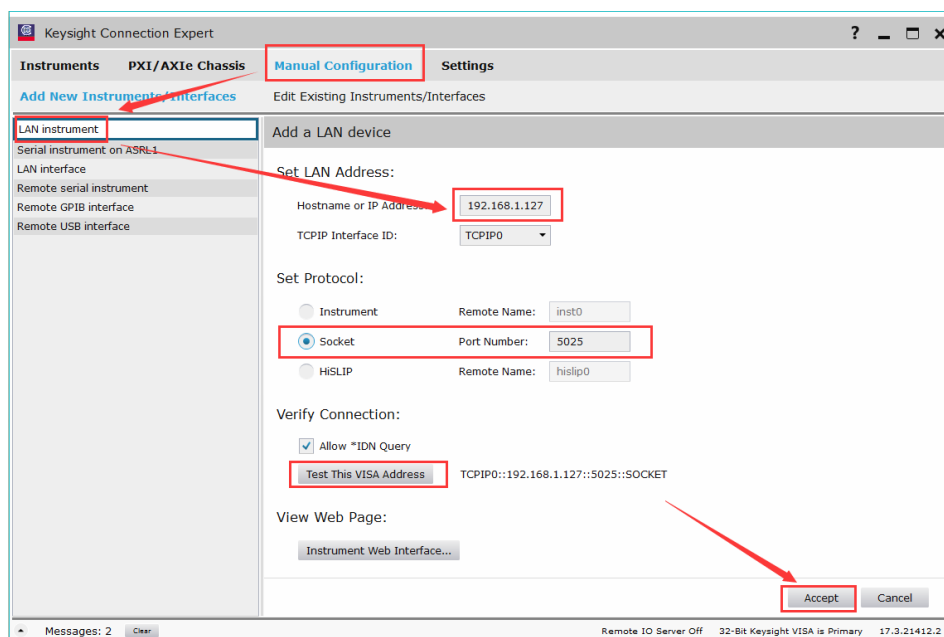 Keysight Connection Expert
Instruments PXI/AXIe Chassis Manual Configuration Settings
Add New Instruments/Interfaces Edit Existing Instruments/Interfaces
LAN instrument
Serial instrument on ASRL1
LAN interface
Remote serial instrument
Remote GPIB interface
Remote USB interface
Add a LAN device
Set LAN Address:
Hostname or IP Address: 192.168.1.127
TCPIP Interface ID: TCPIP0
Set Protocol:
Instrument Remote Name: inst0
Socket Port Number: 5025
HiSLIP Remote Name: hislip0
Verify Connection:
Allow *IDN Query
Test This VISA Address TCPIP0::192.168.1.127::5025::SOCKET
View Web Page:
Instrument Web Interface...
Accept Cancel
Messages: 2 Clear Remote IO Server Off 32-Bit Keysight VISA is Primary 17.3.21412.2